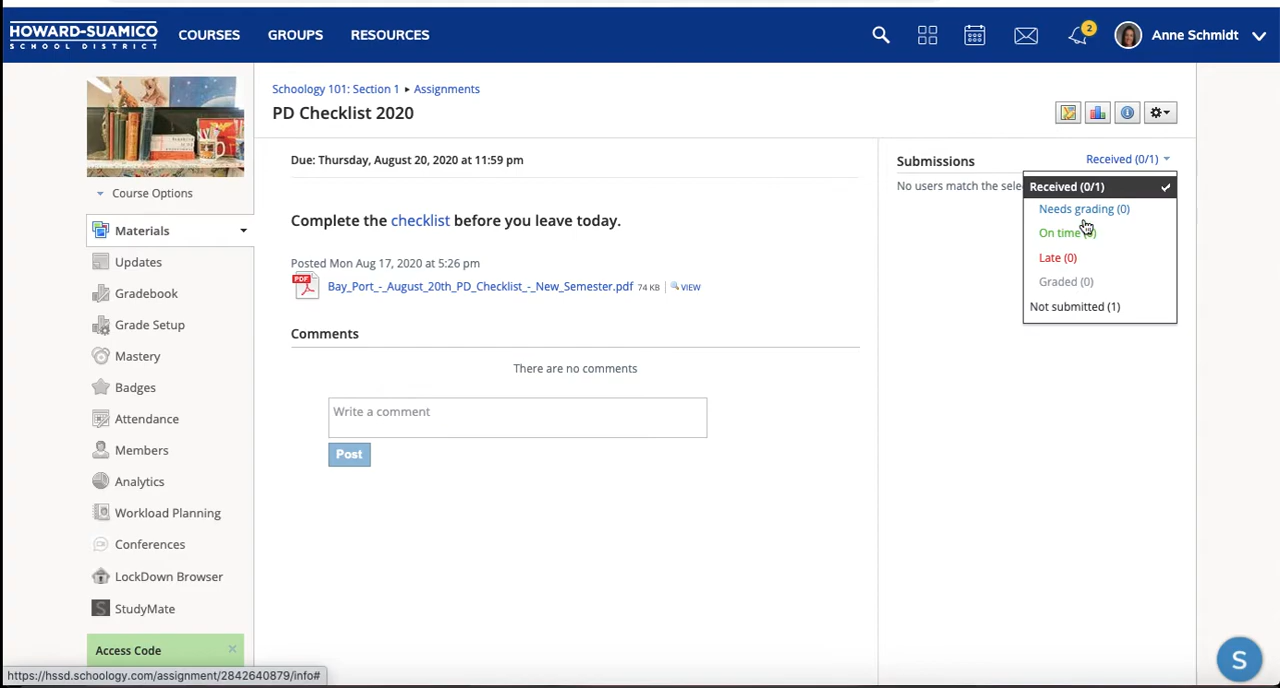 HOWARD-SUAMICO
SCHOOL DISTRICT
COURSES
GROUPS
RESOURCES
2
Anne Schmidt
Course Options
Materials
Updates
Gradebook
Grade Setup
Mastery
Badges
Attendance
Members
Analytics
Workload Planning
Conferences
LockDown Browser
StudyMate
Access Code
Schoology 101: Section 1 ▸ Assignments
PD Checklist 2020
Due: Thursday, August 20, 2020 at 11:59 pm
Complete the checklist before you leave today.
Posted Mon Aug 17, 2020 at 5:26 pm
PDF
Bay_Port_-_August_20th_PD_Checklist_-_New_Semester.pdf 74 KB VIEW
Comments
There are no comments
Write a comment
Post
Submissions
Received (0/1)
No users match the sele
Received (0/1)
Needs grading (0)
On time
Late (0)
Graded (0)
Not submitted (1)
S
https://hssd.schoology.com/assignment/2842640879/info#